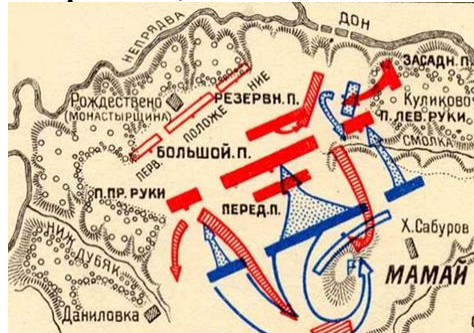 НЕПРЯДВА
ДОН
ЗАСАДН. П.
Куликово
П. ЛЕВ. РУКИ
СМОЛКА
Рождествено
(МОНАСТЫРЩИНА)
РЕЗЕРВН. П.
ПЕРВ. ПОЛОЖЕНИЕ
БОЛЬШОЙ. П.
П. ПР. РУКИ
ПЕРЕД. П.
НИЖ. ДУБЯК
Х. Сабуров
МАМАЙ
Даниловка